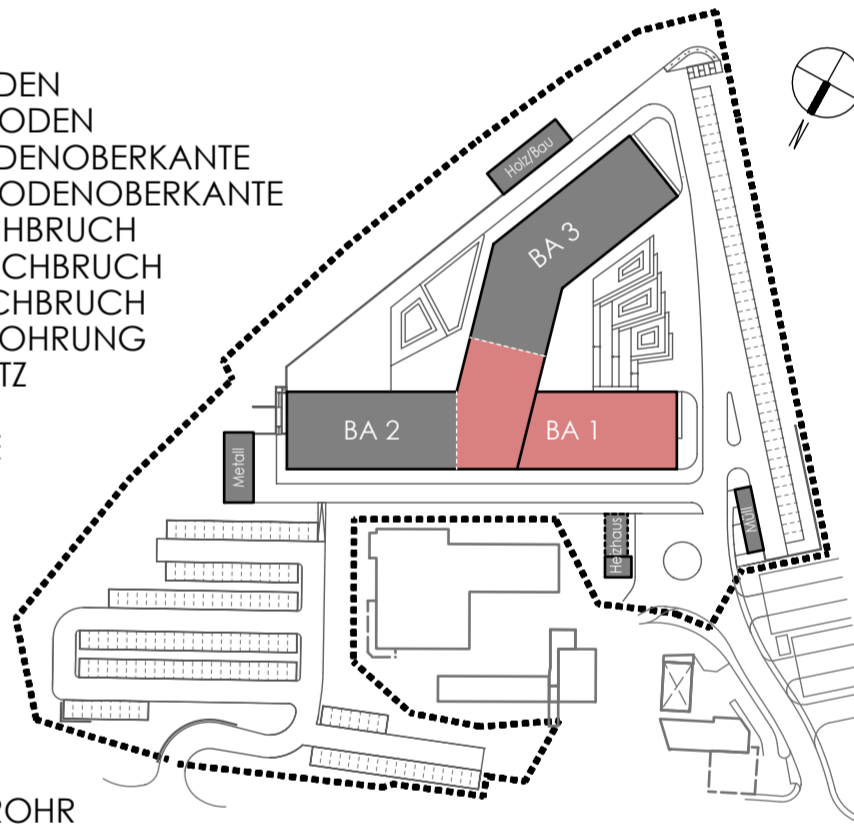 DEN
ODEN
DENOBERKANTE
ODENOBERKANTE
CHBRUCH
CHBRUCH
CHBRUCH
OHRUNG
TZ
ROHR
Holz/Bau
BA 3
BA 2
BA 1
Metall
Heizhaus
Müll
N